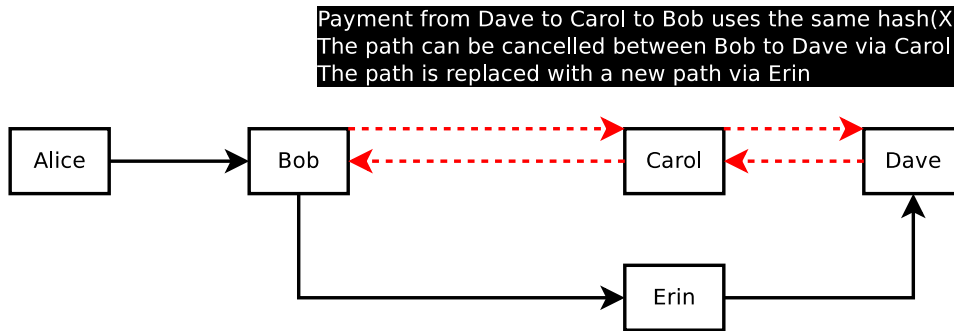 Payment from Dave to Carol to Bob uses the same hash(X
The path can be cancelled between Bob to Dave via Carol
The path is replaced with a new path via Erin
Alice
Bob
Carol
Dave
Erin